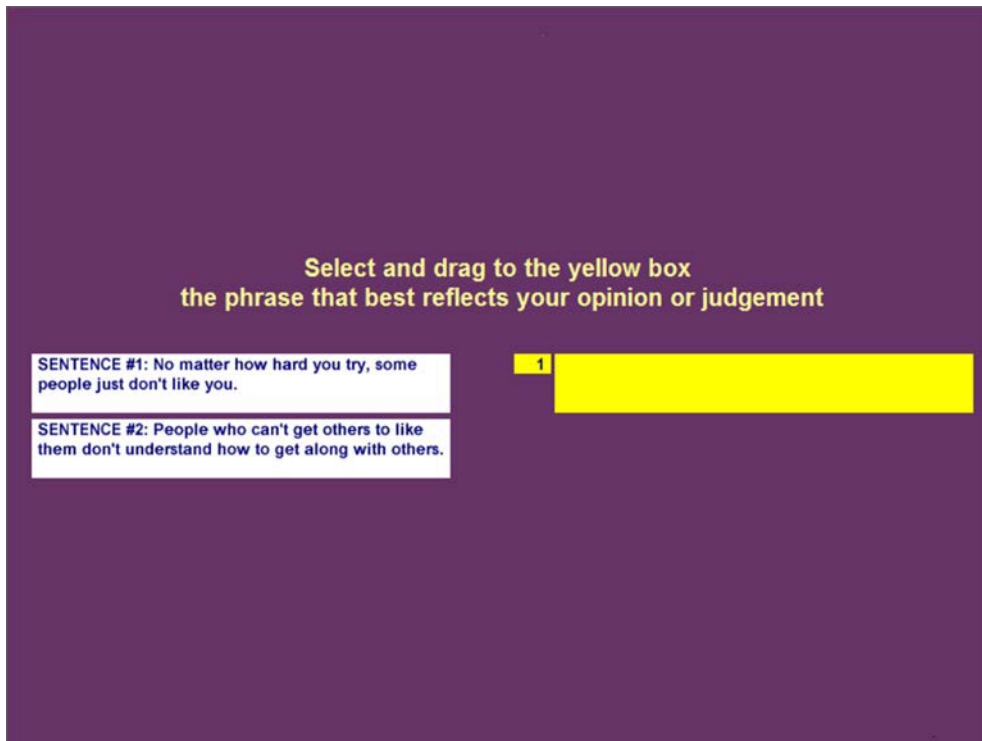 Select and drag to the yellow box
the phrase that best reflects your opinion or judgement
SENTENCE #1: No matter how hard you try, some
people just don't like you.
1
SENTENCE #2: People who can't get others to like
them don't understand how to get along with others.